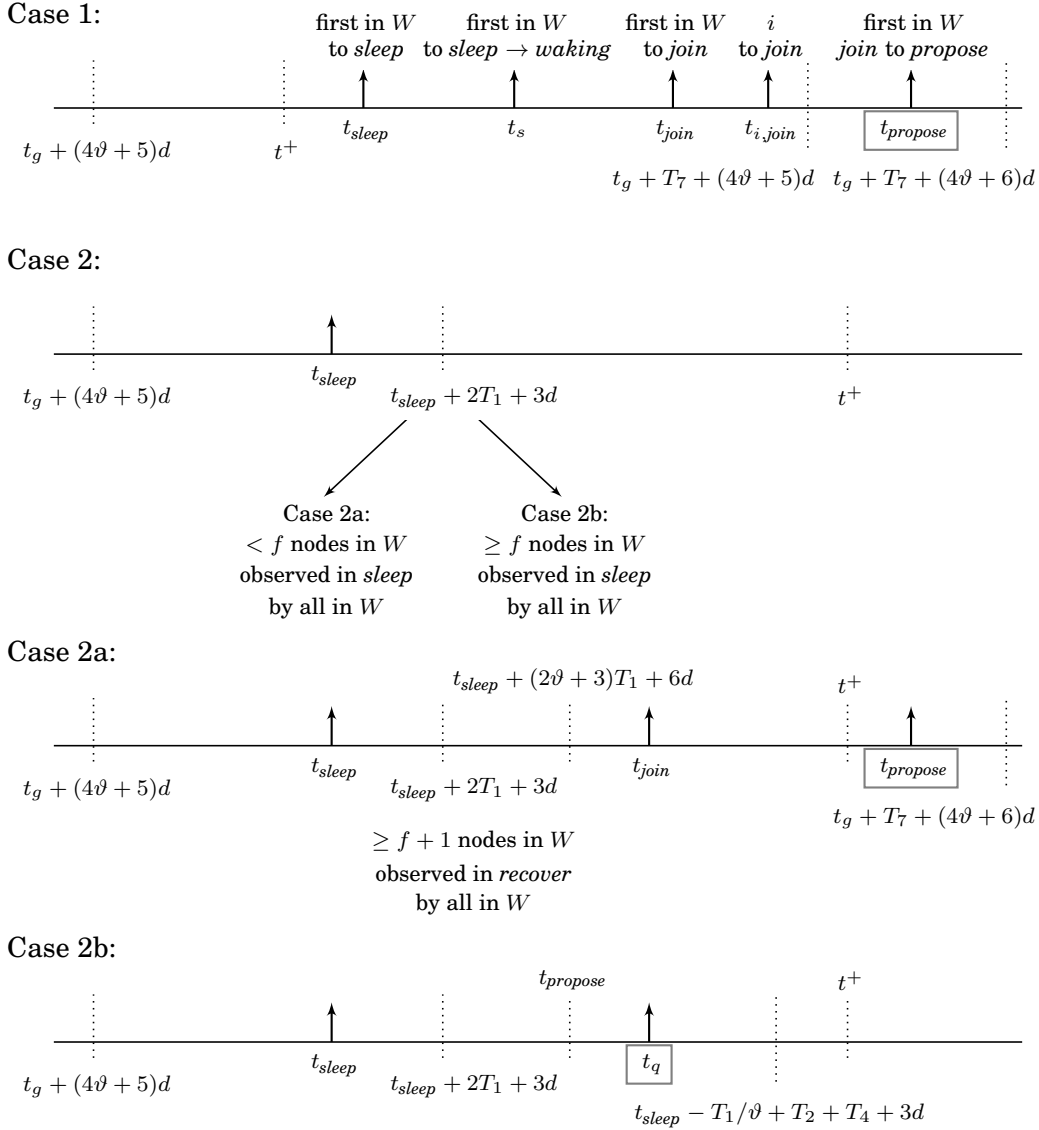 Case 1:
first in W to sleep
first in W to sleep → waking
first in W to join
i to join
first in W join to propose
t_g + (4ϑ + 5)d
t⁺
t_sleep
t_s
t_join
t_{i,join}
t_propose
t_g + T_7 + (4ϑ + 5)d
t_g + T_7 + (4ϑ + 6)d
Case 2:
t_sleep
t_g + (4ϑ + 5)d
t_sleep + 2T_1 + 3d
t⁺
Case 2a:
< f nodes in W
observed in sleep
by all in W
Case 2b:
≥ f nodes in W
observed in sleep
by all in W
Case 2a:
t_sleep + (2ϑ + 3)T_1 + 6d
t⁺
t_g + (4ϑ + 5)d
t_sleep
t_sleep + 2T_1 + 3d
t_join
t_propose
t_g + T_7 + (4ϑ + 6)d
≥ f + 1 nodes in W
observed in recover
by all in W
Case 2b:
t_propose
t⁺
t_g + (4ϑ + 5)d
t_sleep
t_sleep + 2T_1 + 3d
t_q
t_sleep − T_1/ϑ + T_2 + T_4 + 3d